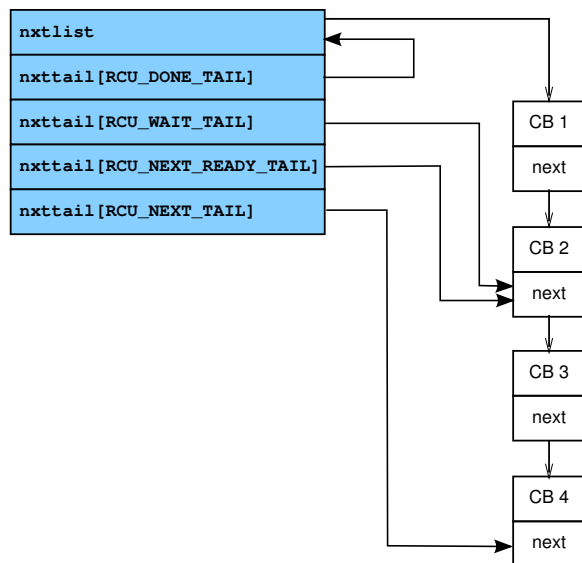 nxtlist
nxttail[RCU_DONE_TAIL]
nxttail[RCU_WAIT_TAIL]
nxttail[RCU_NEXT_READY_TAIL]
nxttail[RCU_NEXT_TAIL]
CB 1
next
CB 2
next
CB 3
next
CB 4
next